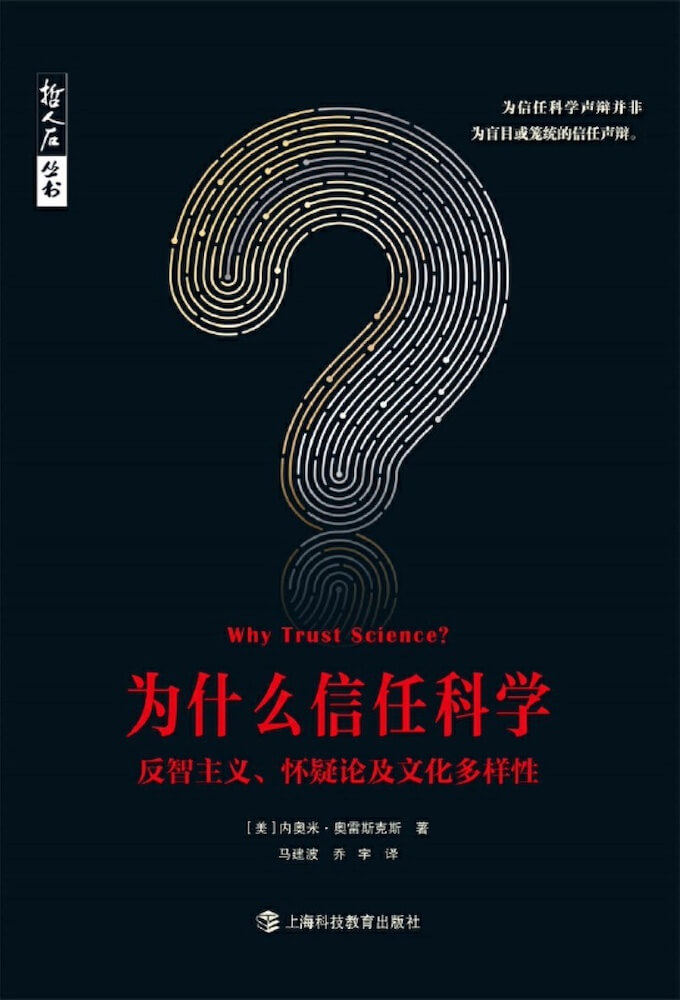 哲人石
丛书
为信任科学声辩并非
为盲目或笼统的信任声辩。
Why Trust Science?
为什么信任科学
反智主义、怀疑论及文化多样性
[美]内奥米·奥雷斯克斯 著
马建波 乔宇 译
上海科技教育出版社